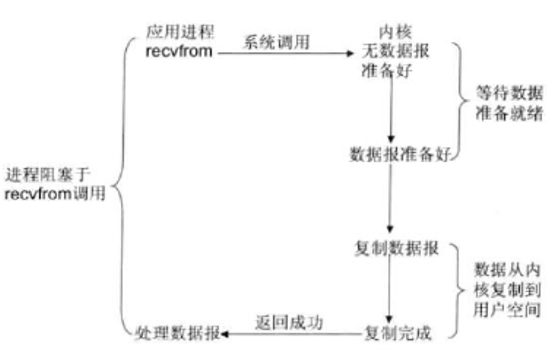 应用进程
recvfrom
系统调用
内核
无数据报
准备好
等待数据
准备就绪
数据报准备好
进程阻塞于
recvfrom调用
复制数据报
数据从内
核复制到
用户空间
处理数据报
返回成功
复制完成